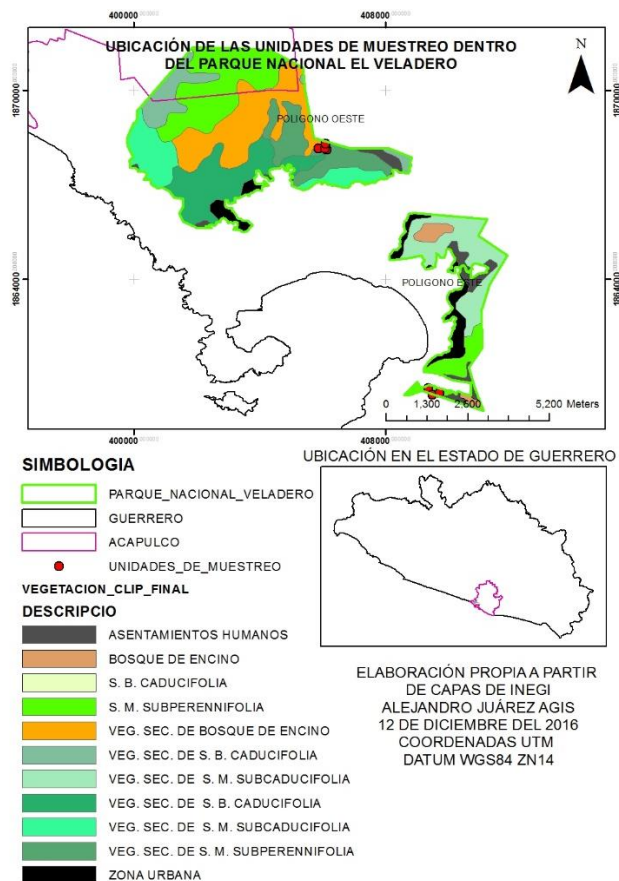 400000
408000
UBICACIÓN DE LAS UNIDADES DE MUESTREO DENTRO
DEL PARQUE NACIONAL EL VELADERO
N
1870000
1870000
POLIGONO OESTE
1864000
1864000
POLIGONO ESTE
0 1,300 2,600 5,200 Meters
400000
408000
SIMBOLOGIA
PARQUE_NACIONAL_VELADERO
GUERRERO
ACAPULCO
UNIDADES_DE_MUESTREO
VEGETACION_CLIP_FINAL
DESCRIPCIO
ASENTAMIENTOS HUMANOS
BOSQUE DE ENCINO
S. B. CADUCIFOLIA
S. M. SUBPERENNIFOLIA
VEG. SEC. DE BOSQUE DE ENCINO
VEG. SEC. DE S. B. CADUCIFOLIA
VEG. SEC. DE S. M. SUBCADUCIFOLIA
VEG. SEC. DE S. B. CADUCIFOLIA
VEG. SEC. DE S. M. SUBCADUCIFOLIA
VEG. SEC. DE S. M. SUBPERENNIFOLIA
ZONA URBANA
UBICACIÓN EN EL ESTADO DE GUERRERO
ELABORACIÓN PROPIA A PARTIR
DE CAPAS DE INEGI
ALEJANDRO JUÁREZ AGIS
12 DE DICIEMBRE DEL 2016
COORDENADAS UTM
DATUM WGS84 ZN14